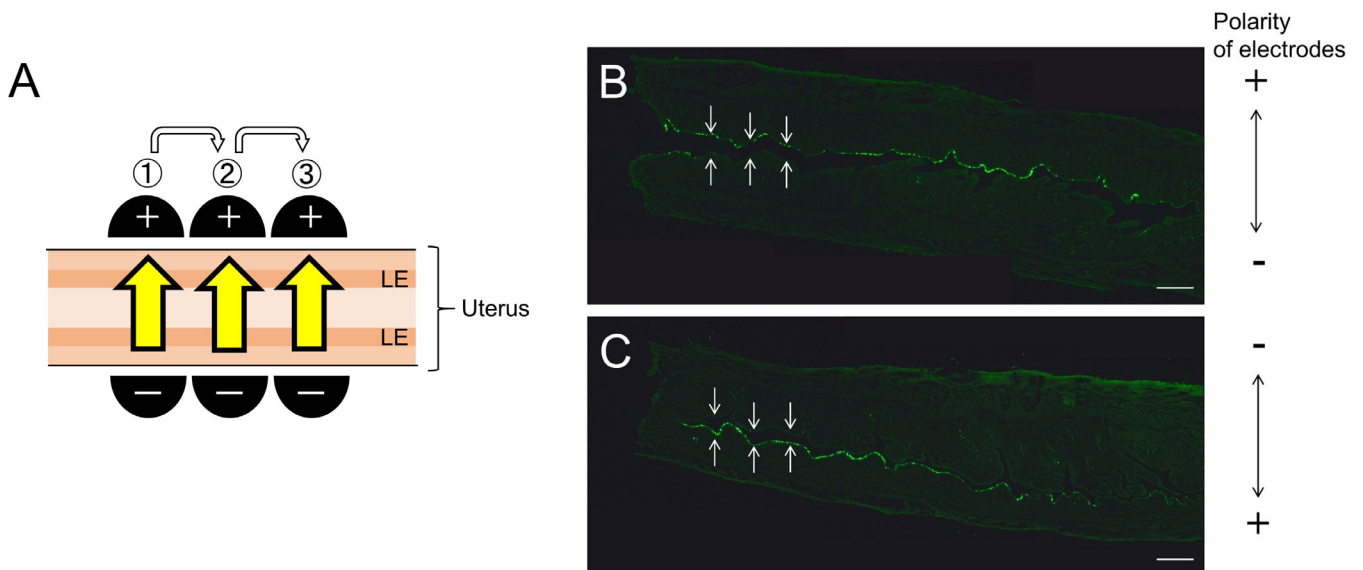 A
① ② ③
+ + +
LE
LE
Uterus
− − −
B
Polarity
of electrodes
+
-
C
-
+